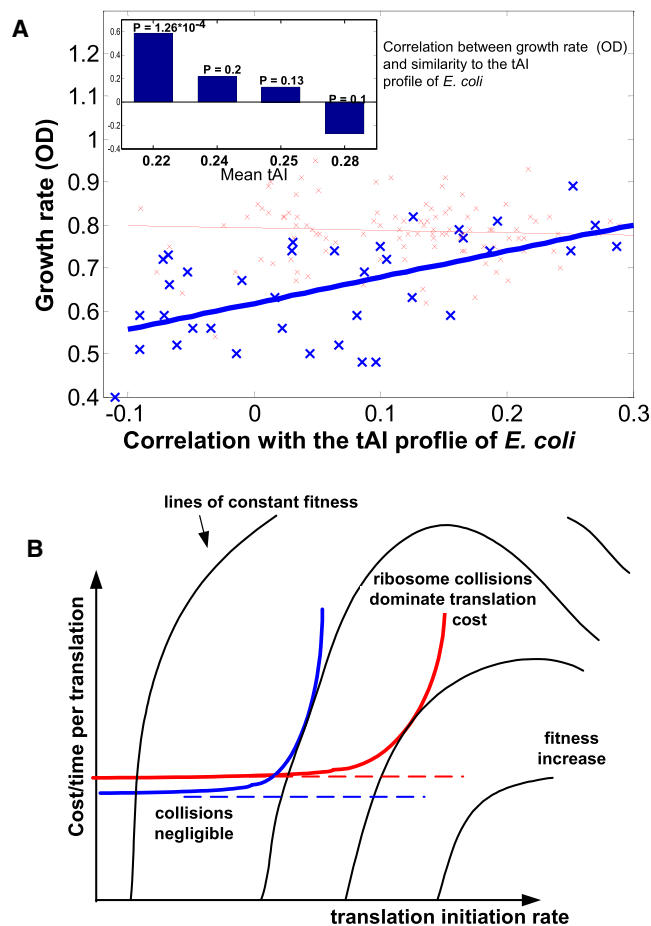 A
P = 1.26*10-4
P = 0.2
P = 0.13
P = 0.1
0.6
0.4
0.2
0
-0.2
-0.4
0.22
0.24
0.25
0.28
Mean tAI
Correlation between growth rate (OD)
and similarity to the tAI
profile of E. coli
Growth rate (OD)
1.2
1.1
1
0.9
0.8
0.7
0.6
0.5
0.4
-0.1
0
0.1
0.2
0.3
Correlation with the tAI proflie of E. coli
B
lines of constant fitness
ribosome collisions
dominate translation
cost
fitness
increase
collisions
negligible
Cost/time per translation
translation initiation rate